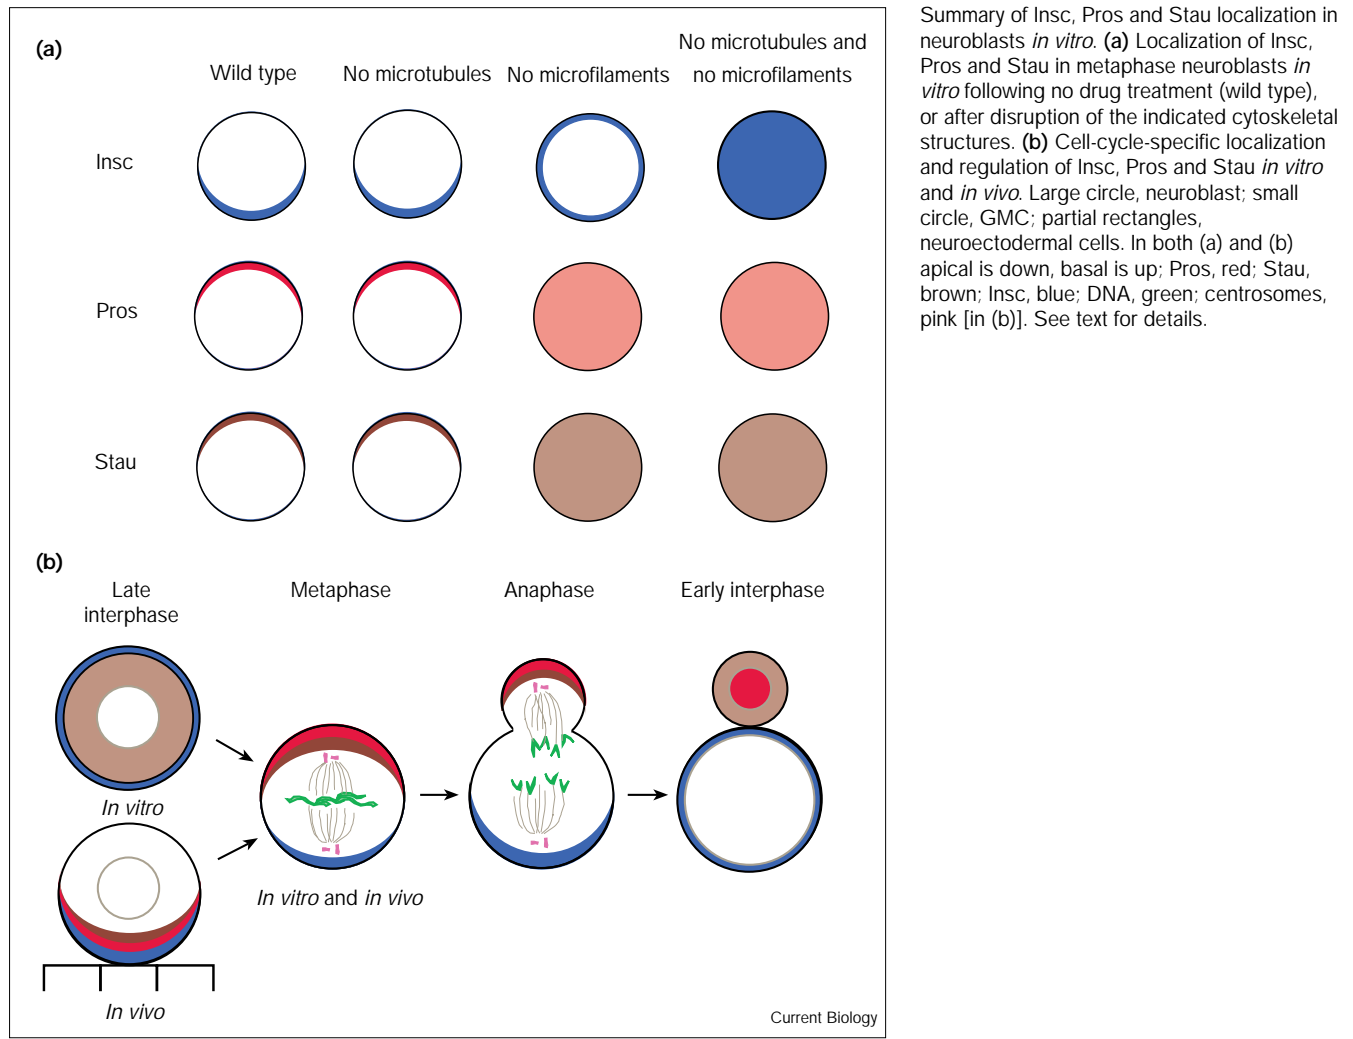 (a)
No microtubules and
Wild type No microtubules No microfilaments no microfilaments
Insc
Pros
Stau
(b)
Late Metaphase Anaphase Early interphase
interphase
In vitro
In vitro and in vivo
In vivo
Current Biology
Summary of Insc, Pros and Stau localization in
neuroblasts in vitro. (a) Localization of Insc,
Pros and Stau in metaphase neuroblasts in
vitro following no drug treatment (wild type),
or after disruption of the indicated cytoskeletal
structures. (b) Cell-cycle-specific localization
and regulation of Insc, Pros and Stau in vitro
and in vivo. Large circle, neuroblast; small
circle, GMC; partial rectangles,
neuroectodermal cells. In both (a) and (b)
apical is down, basal is up; Pros, red; Stau,
brown; Insc, blue; DNA, green; centrosomes,
pink [in (b)]. See text for details.